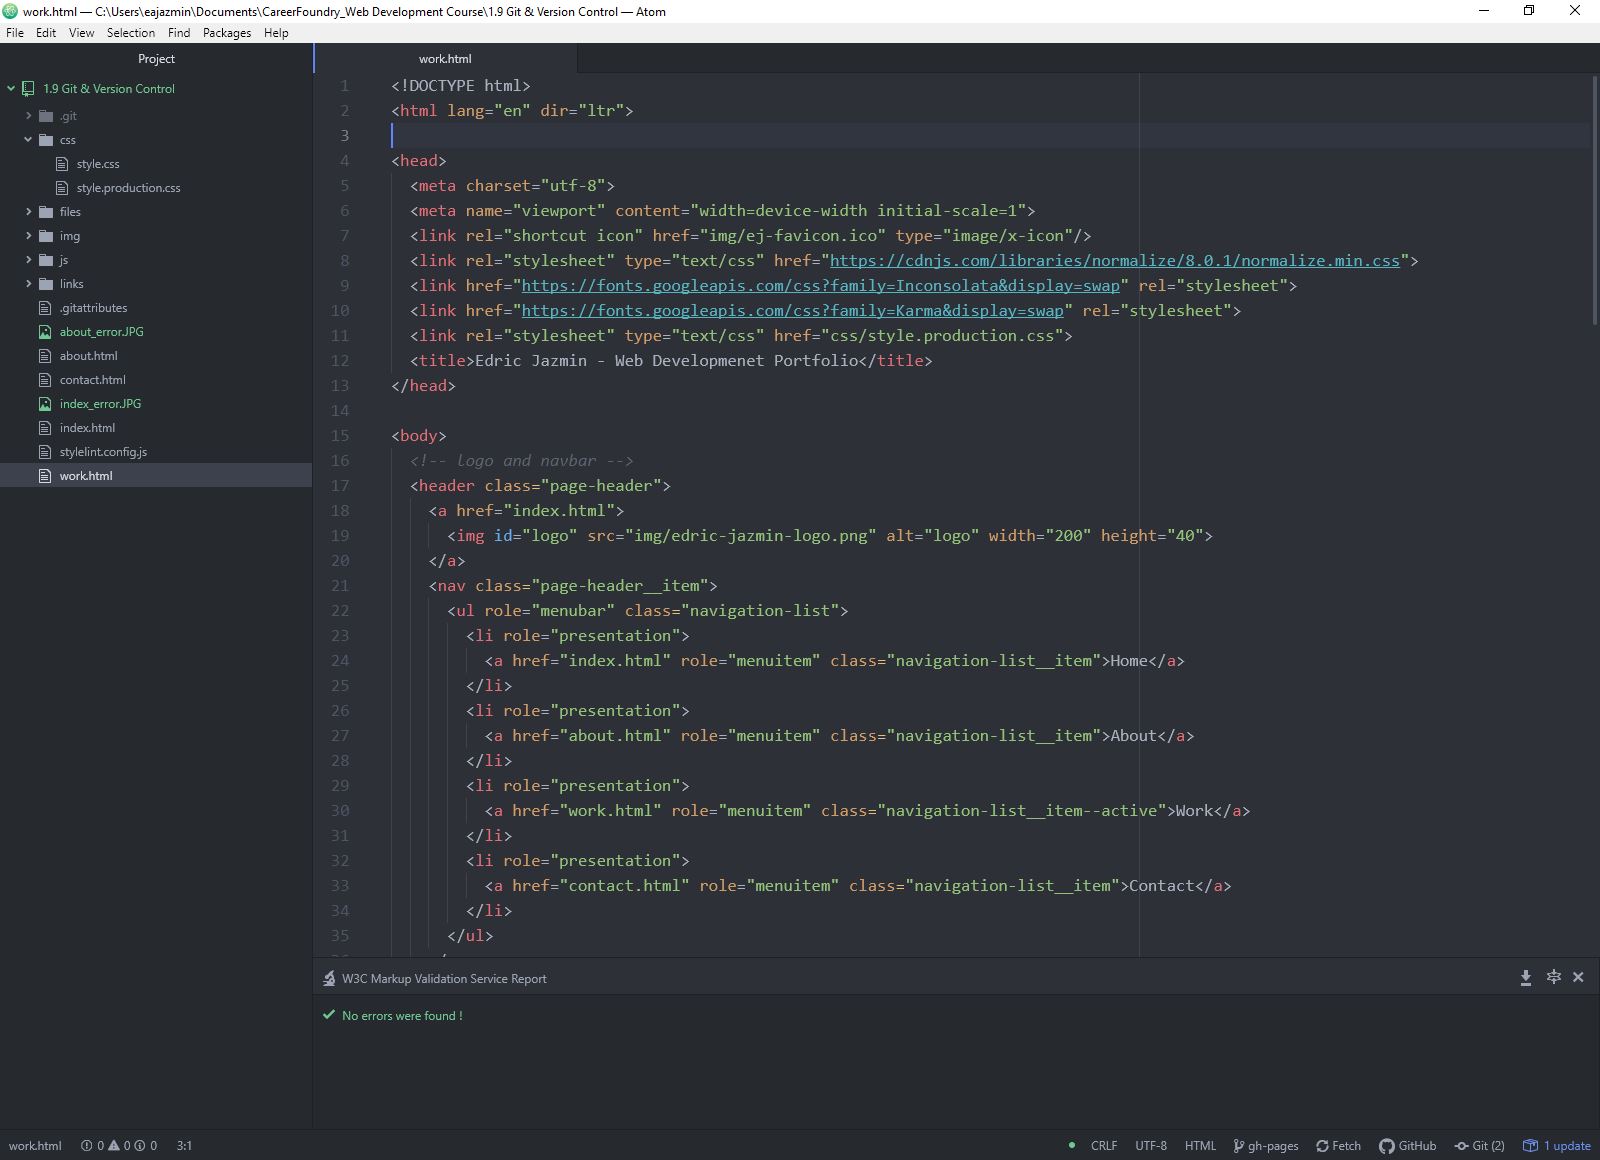 work.html — C:\Users\eajazmin\Documents\CareerFoundry_Web Development Course\1.9 Git & Version Control — Atom
File Edit View Selection Find Packages Help
Project
1.9 Git & Version Control
.git
css
style.css
style.production.css
files
img
js
links
.gitattributes
about_error.JPG
about.html
contact.html
index_error.JPG
index.html
stylelint.config.js
work.html
work.html
1 <!DOCTYPE html>
2 <html lang="en" dir="ltr">
3
4 <head>
5 <meta charset="utf-8">
6 <meta name="viewport" content="width=device-width initial-scale=1">
7 <link rel="shortcut icon" href="img/ej-favicon.ico" type="image/x-icon"/>
8 <link rel="stylesheet" type="text/css" href="https://cdnjs.com/libraries/normalize/8.0.1/normalize.min.css">
9 <link href="https://fonts.googleapis.com/css?family=Inconsolata&display=swap" rel="stylesheet">
10 <link href="https://fonts.googleapis.com/css?family=Karma&display=swap" rel="stylesheet">
11 <link rel="stylesheet" type="text/css" href="css/style.production.css">
12 <title>Edric Jazmin - Web Developmenet Portfolio</title>
13 </head>
14
15 <body>
16 <!-- logo and navbar -->
17 <header class="page-header">
18 <a href="index.html">
19 <img id="logo" src="img/edric-jazmin-logo.png" alt="logo" width="200" height="40">
20 </a>
21 <nav class="page-header__item">
22 <ul role="menubar" class="navigation-list">
23 <li role="presentation">
24 <a href="index.html" role="menuitem" class="navigation-list__item">Home</a>
25 </li>
26 <li role="presentation">
27 <a href="about.html" role="menuitem" class="navigation-list__item">About</a>
28 </li>
29 <li role="presentation">
30 <a href="work.html" role="menuitem" class="navigation-list__item--active">Work</a>
31 </li>
32 <li role="presentation">
33 <a href="contact.html" role="menuitem" class="navigation-list__item">Contact</a>
34 </li>
35 </ul>
W3C Markup Validation Service Report
No errors were found !
work.html 0 0 0 3:1 CRLF UTF-8 HTML gh-pages Fetch GitHub Git (2) 1 update